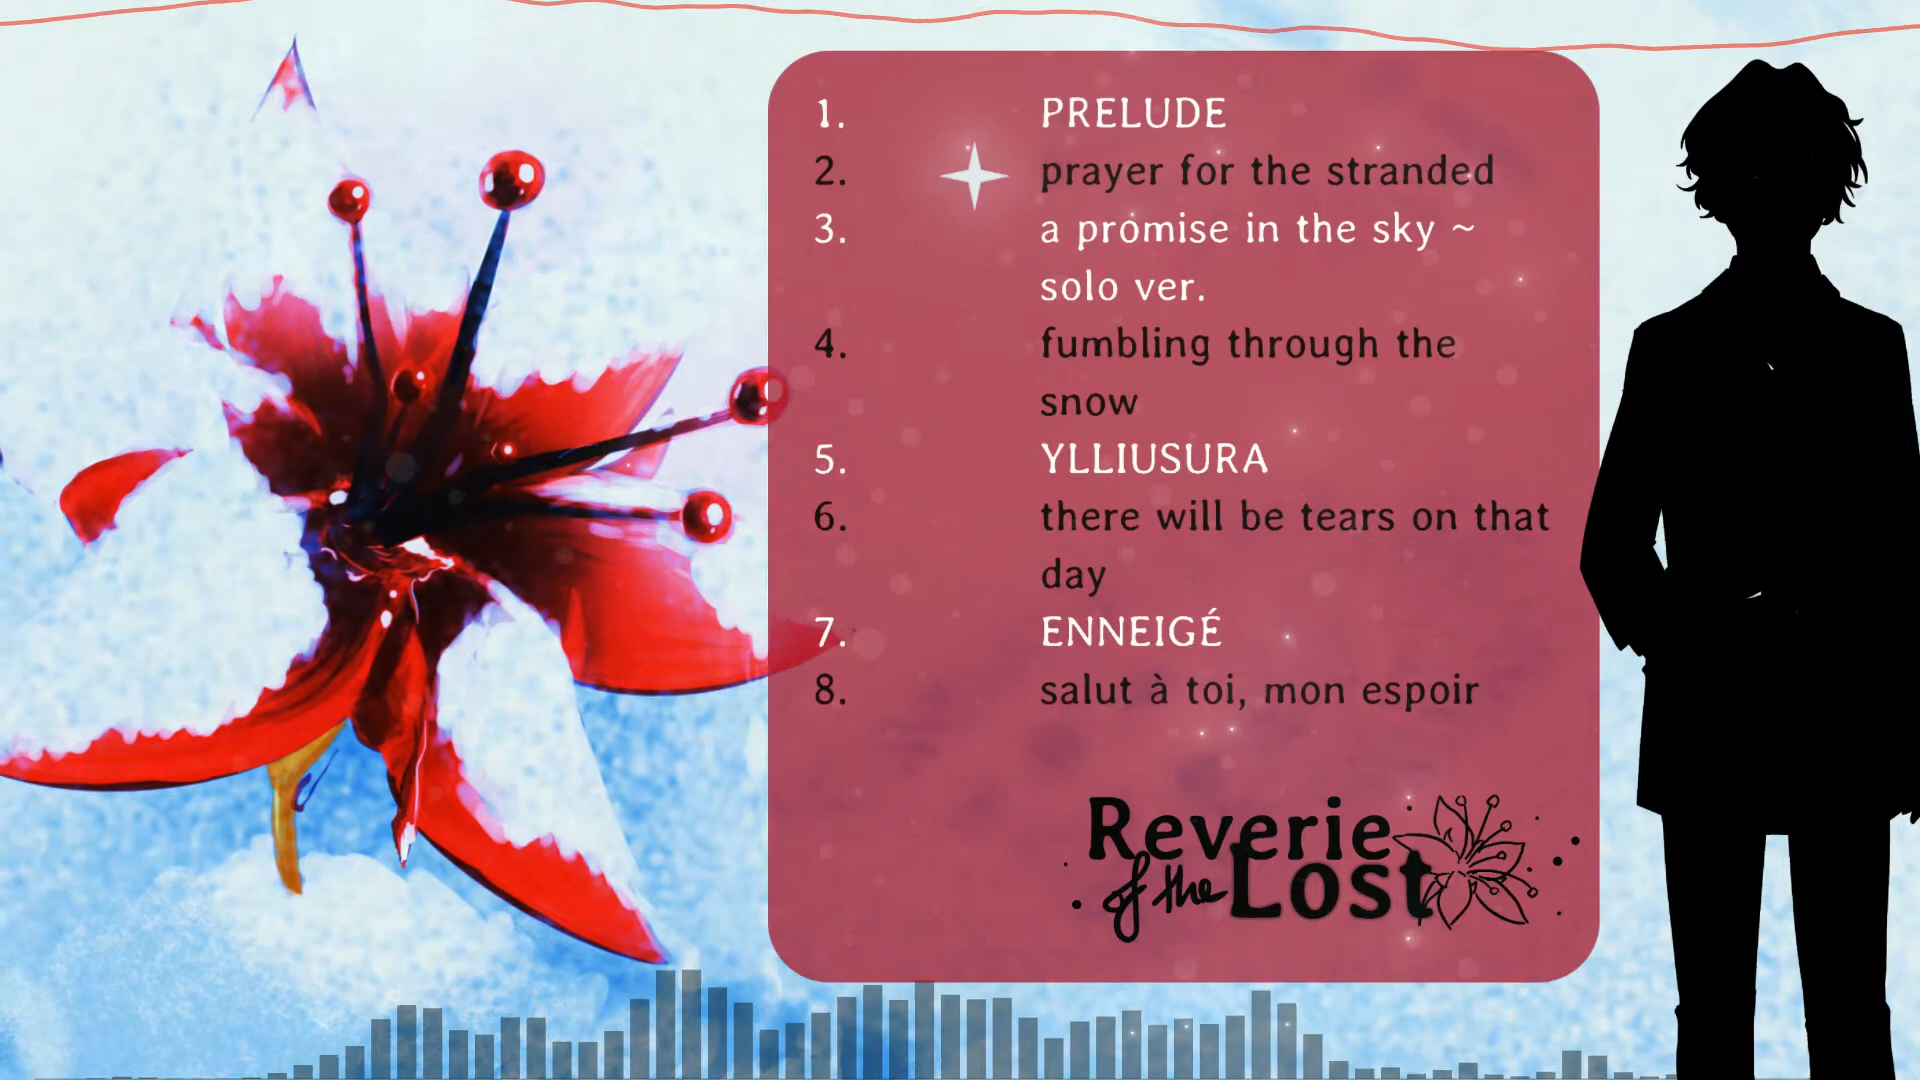 1. PRELUDE
2. prayer for the stranded
3. a promise in the sky ~
solo ver.
4. fumbling through the
snow
5. YLLIUSURA
6. there will be tears on that
day
7. ENNEIGÉ
8. salut à toi, mon espoir
Reverie
of the Lost